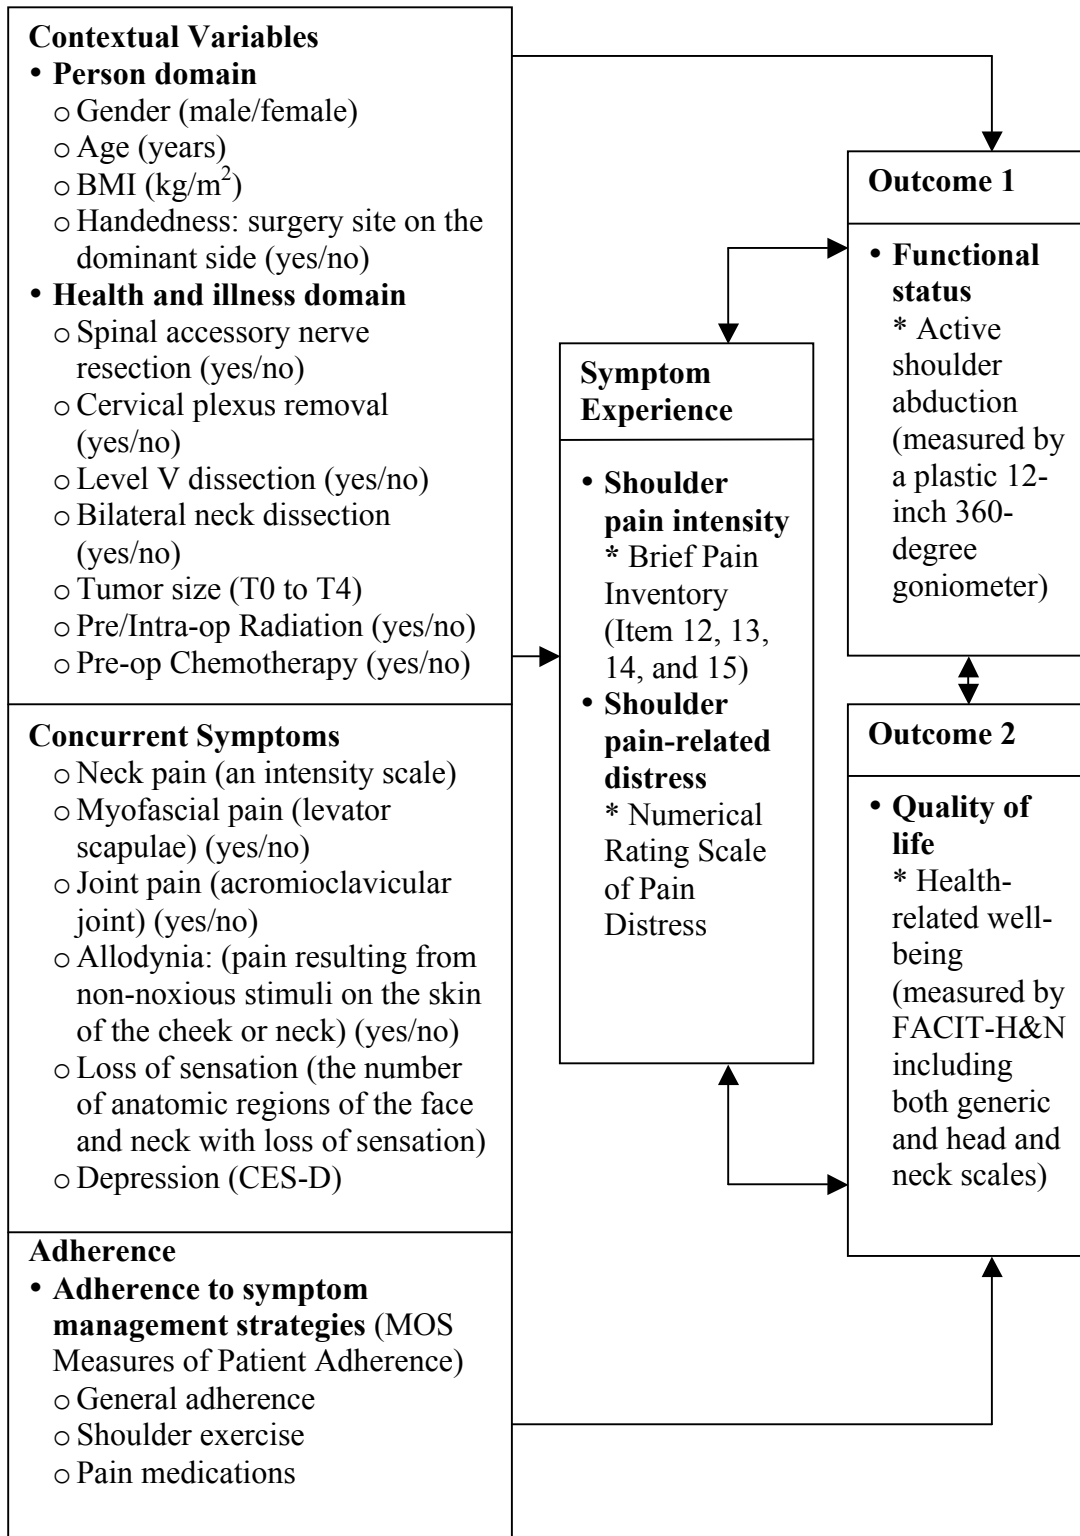 Contextual Variables
• Person domain
o Gender (male/female)
o Age (years)
o BMI (kg/m²)
o Handedness: surgery site on the
dominant side (yes/no)
• Health and illness domain
o Spinal accessory nerve
resection (yes/no)
o Cervical plexus removal
(yes/no)
o Level V dissection (yes/no)
o Bilateral neck dissection
(yes/no)
o Tumor size (T0 to T4)
o Pre/Intra-op Radiation (yes/no)
o Pre-op Chemotherapy (yes/no)
Concurrent Symptoms
o Neck pain (an intensity scale)
o Myofascial pain (levator
scapulae) (yes/no)
o Joint pain (acromioclavicular
joint) (yes/no)
o Allodynia: (pain resulting from
non-noxious stimuli on the skin
of the cheek or neck) (yes/no)
o Loss of sensation (the number
of anatomic regions of the face
and neck with loss of sensation)
o Depression (CES-D)
Adherence
• Adherence to symptom
management strategies (MOS
Measures of Patient Adherence)
o General adherence
o Shoulder exercise
o Pain medications
Symptom
Experience
• Shoulder
pain intensity
* Brief Pain
Inventory
(Item 12, 13,
14, and 15)
• Shoulder
pain-related
distress
* Numerical
Rating Scale
of Pain
Distress
Outcome 1
• Functional
status
* Active
shoulder
abduction
(measured by
a plastic 12-
inch 360-
degree
goniometer)
Outcome 2
• Quality of
life
* Health-
related well-
being
(measured by
FACIT-H&N
including
both generic
and head and
neck scales)